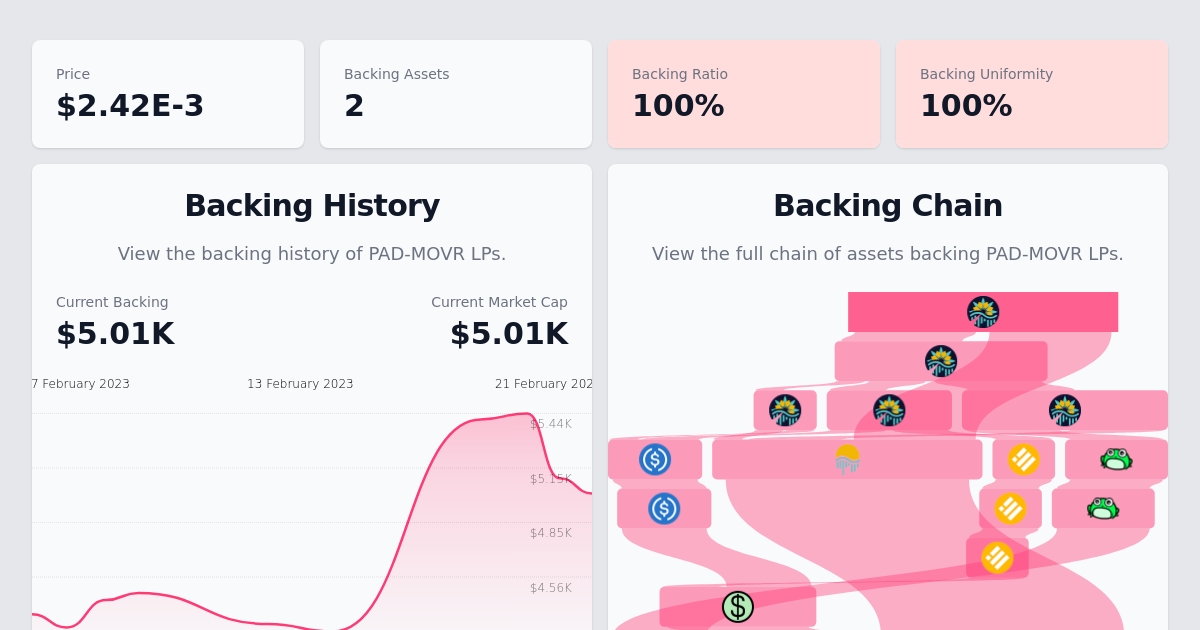 Price
$2.42E-3
Backing Assets
2
Backing Ratio
100%
Backing Uniformity
100%
Backing History
View the backing history of PAD-MOVR LPs.
Current Backing
$5.01K
Current Market Cap
$5.01K
7 February 2023
13 February 2023
21 February 202
$5.44K
$5.15K
$4.85K
$4.56K
Backing Chain
View the full chain of assets backing PAD-MOVR LPs.